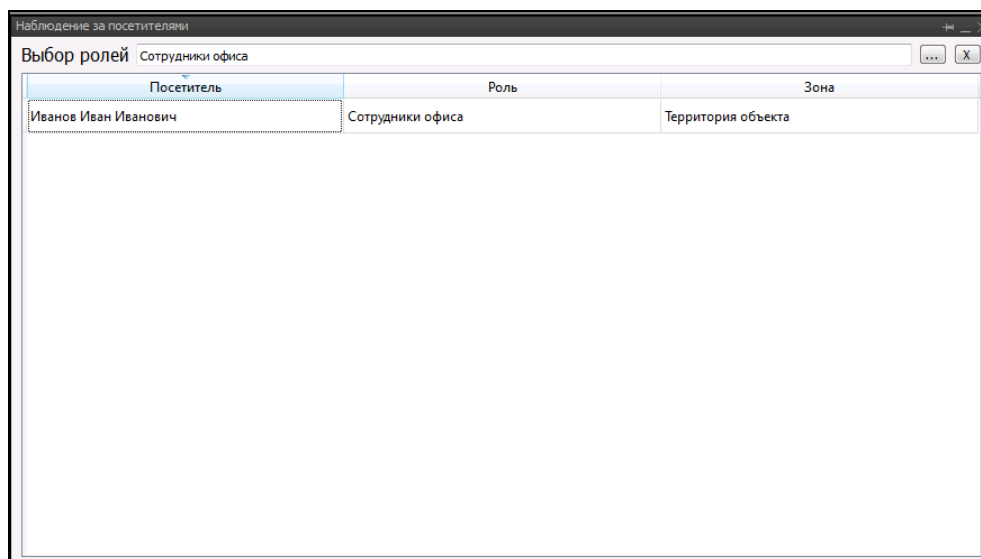 Наблюдение за посетителями
Выбор ролей Сотрудники офиса ... X
Посетитель Роль Зона
Иванов Иван Иванович Сотрудники офиса Территория объекта